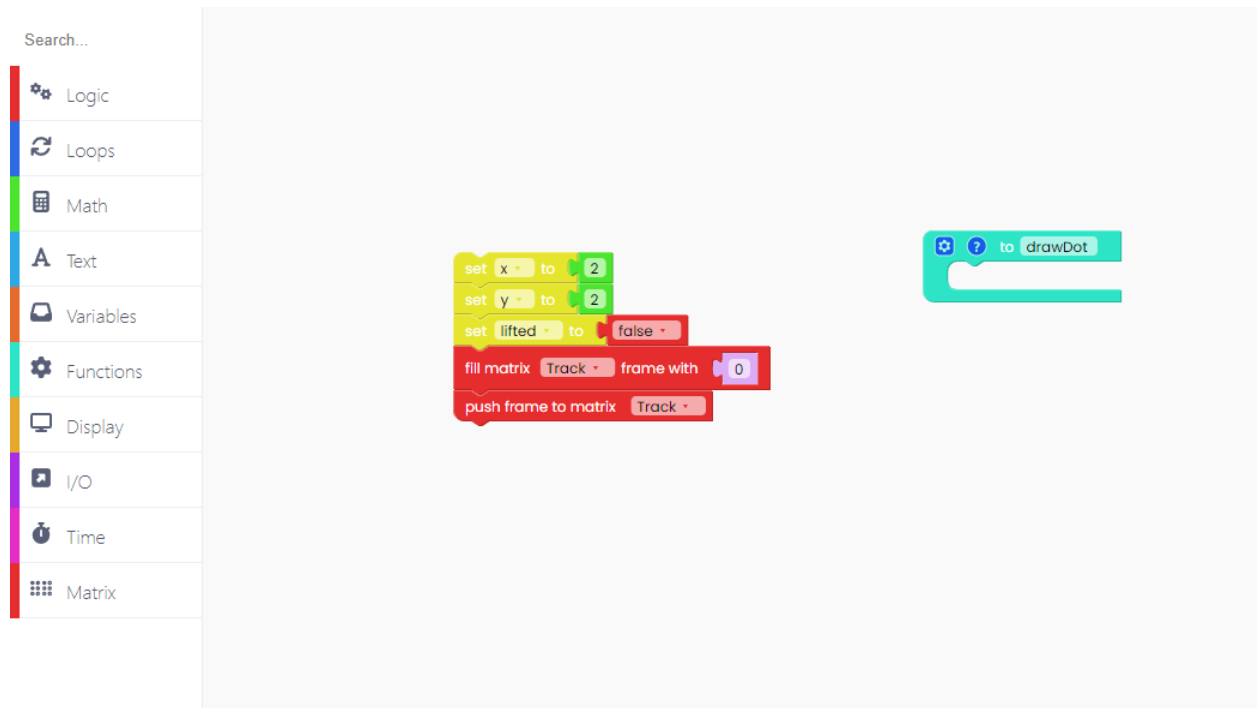 Search...
Logic
Loops
Math
Text
Variables
Functions
Display
I/O
Time
Matrix
set x to 2
set y to 2
set lifted to false
fill matrix Track frame with 0
push frame to matrix Track
? to drawDot